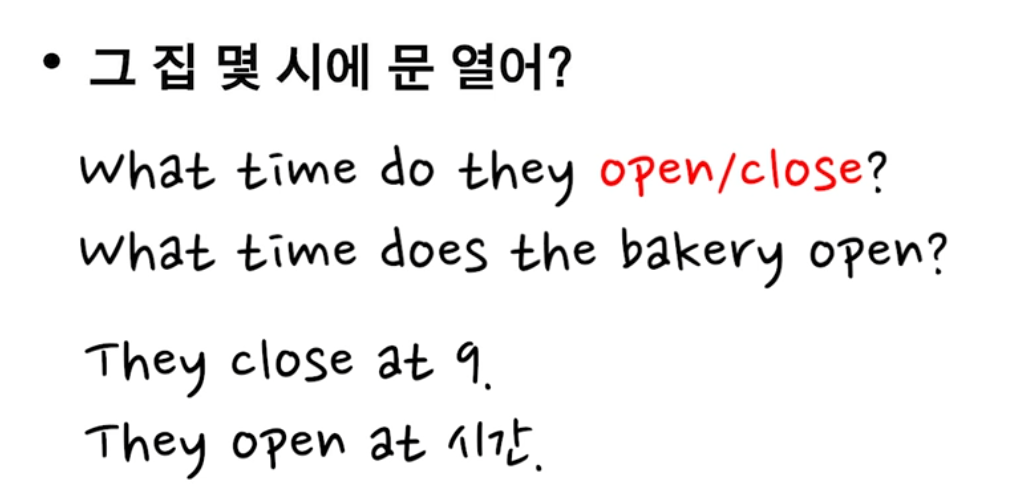 • 그 집 몇 시에 문 열어?
What time do they open/close?
What time does the bakery open?
They close at 9.
They open at 시간.